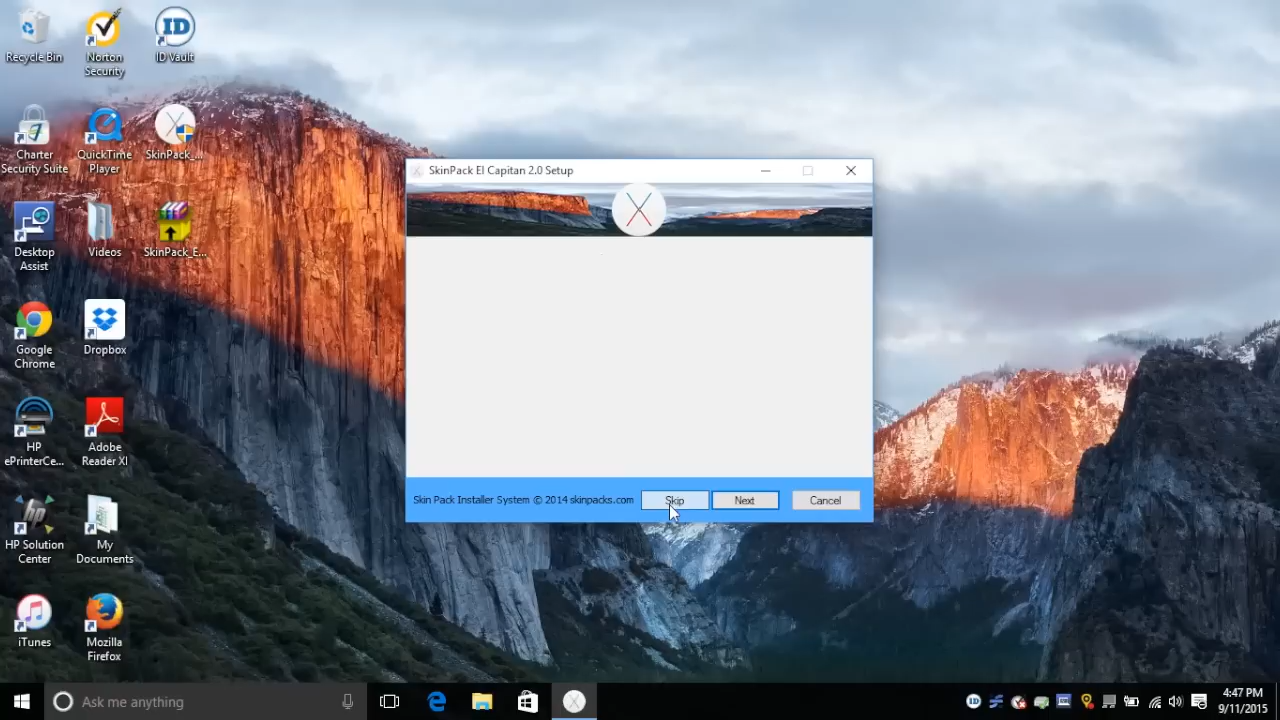 Recycle Bin
Norton
Security
ID
ID Vault
Charter
Security Suite
QuickTime
Player
SkinPack_...
Desktop
Assist
Videos
SkinPack_E...
Google
Chrome
Dropbox
HP
ePrinterCe...
Adobe
Reader XI
HP Solution
Center
My
Documents
iTunes
Mozilla
Firefox
SkinPack El Capitan 2.0 Setup
Skin Pack Installer System © 2014 skinpacks.com
Skip
Next
Cancel
Ask me anything
ID
4:47 PM
9/11/2015